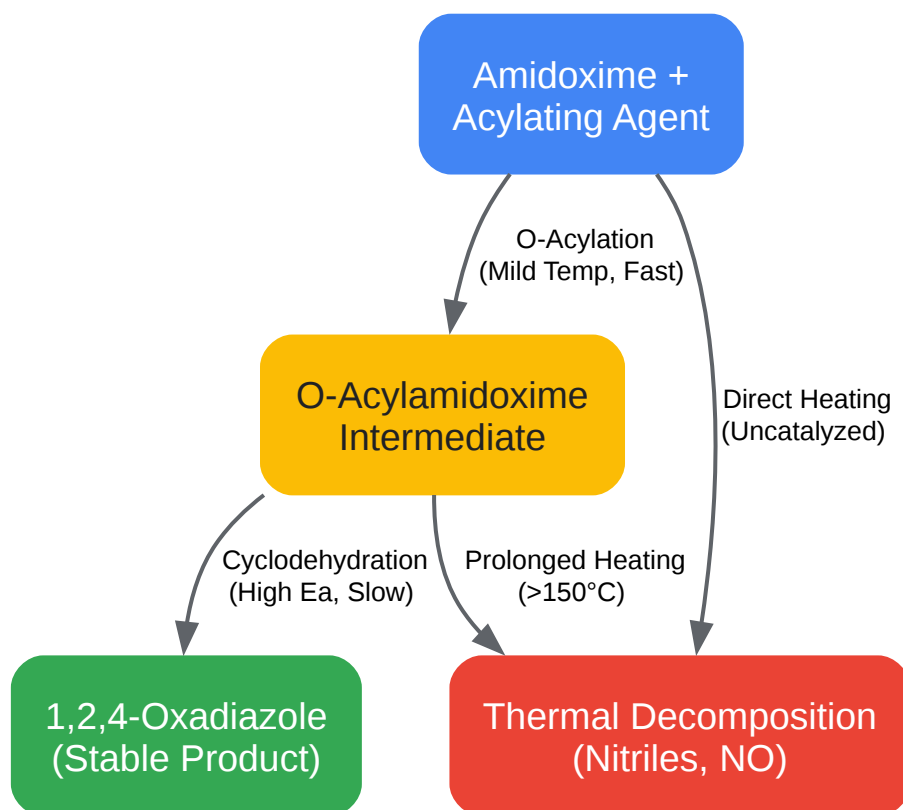 Amidoxime +
Acylating Agent
O-Acylation
(Mild Temp, Fast)
O-Acylamidoxime
Intermediate
Direct Heating
(Uncatalyzed)
Cyclodehydration
(High Ea, Slow)
Prolonged Heating
(>150°C)
1,2,4-Oxadiazole
(Stable Product)
Thermal Decomposition
(Nitriles, NO)